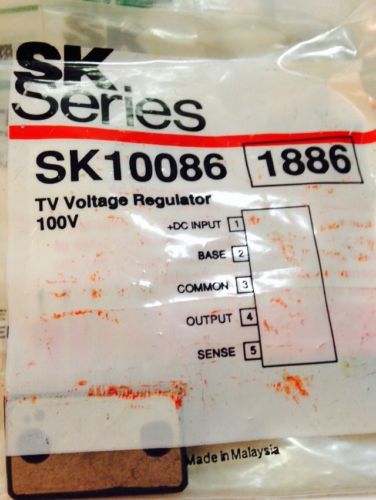 SK
Series
SK10086 1886
TV Voltage Regulator
100V
+DC INPUT 1
BASE 2
COMMON 3
OUTPUT 4
SENSE 5
Made in Malaysia